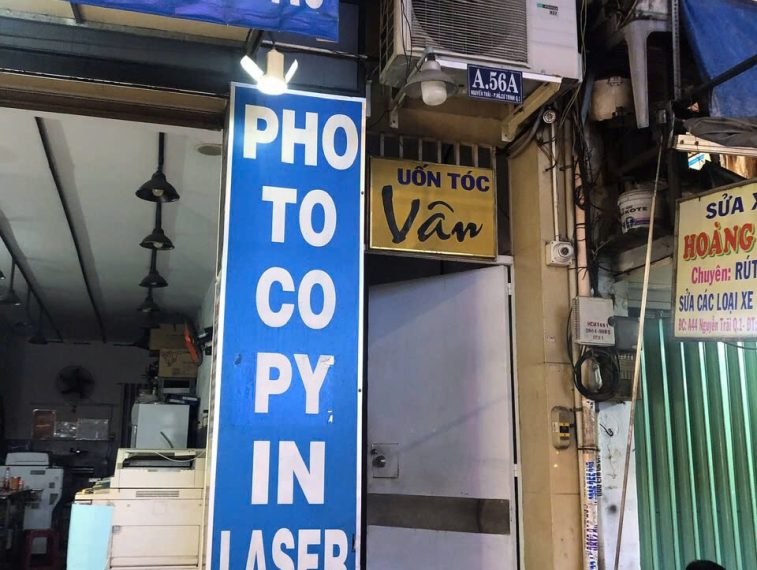 A.56A
PHO
TO
CO
PY
IN
LASER
UỐN TÓC
Vân
SỬA
HOÀNG
Chuyên: RÚT
SỬA CÁC LOẠI XE
ĐC: A44 Nguyễn Trãi Q.1 - ĐT: